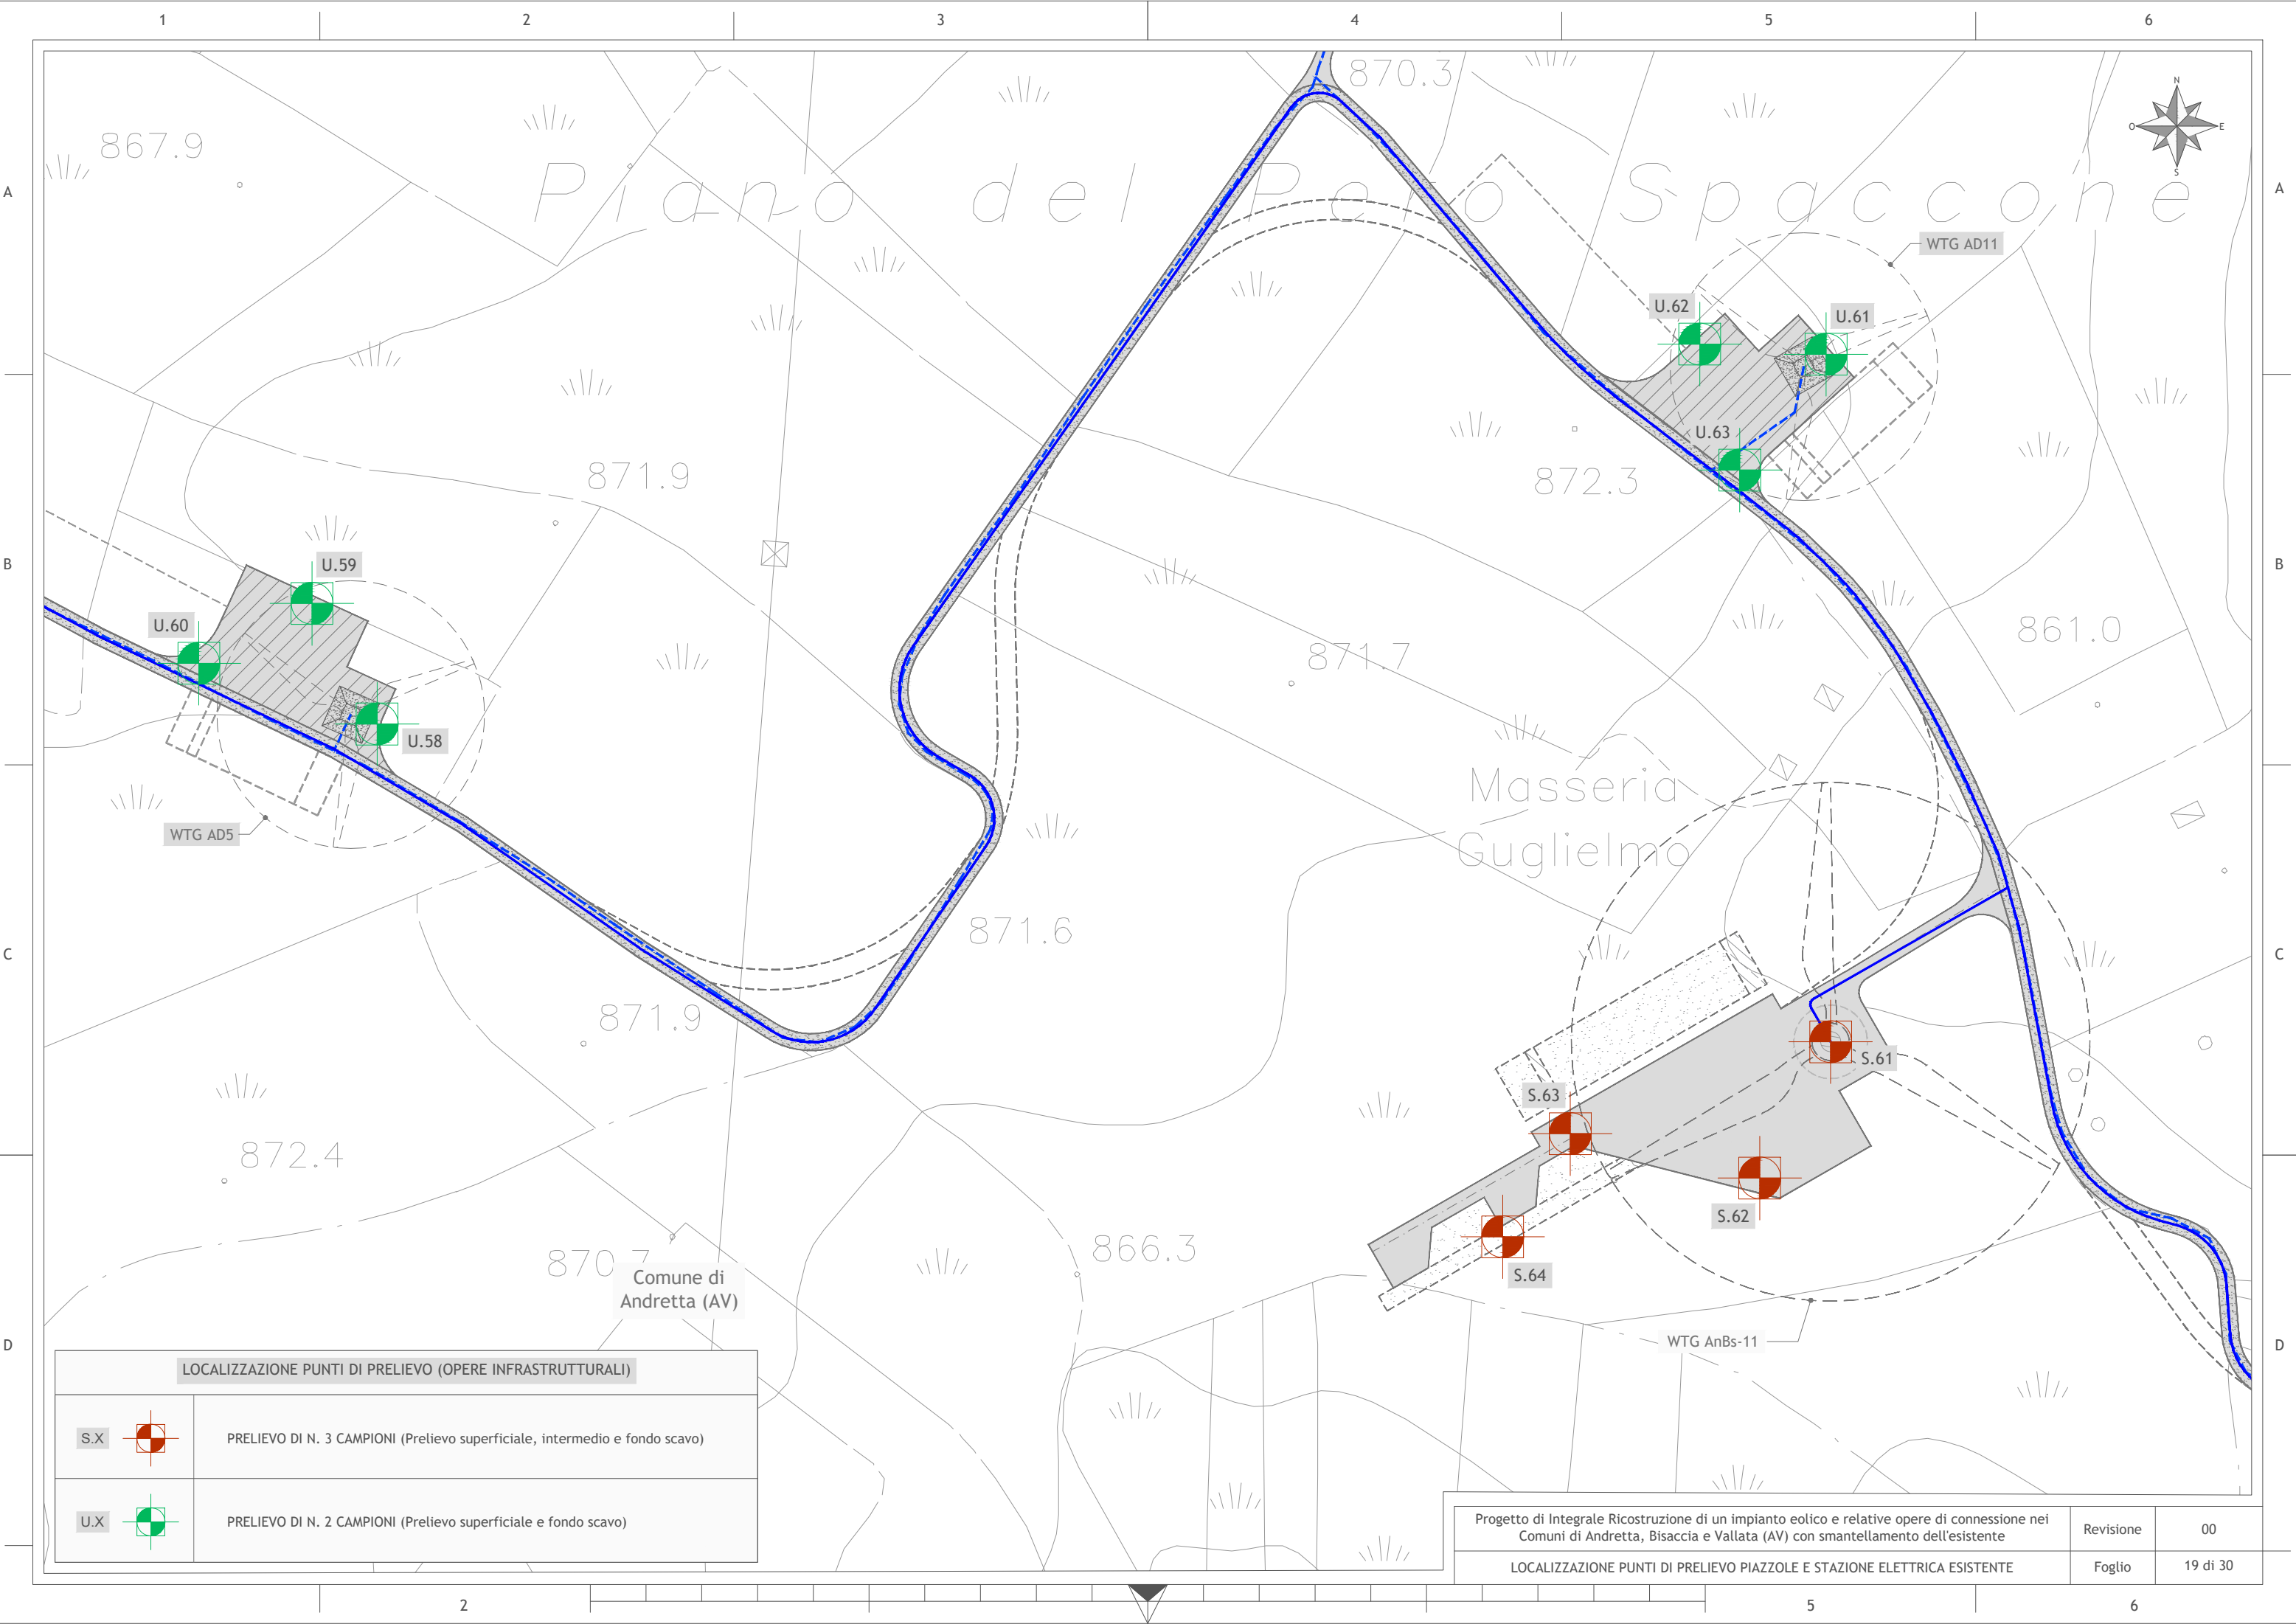 1 2 3 4 5 6
A A
B B
C C
D D
N
O E
S
870.3
867.9
Piano del Perto Spaccone
WTG AD11
U.62
U.61
U.63
871.9
872.3
U.59
U.60
U.58
WTG AD5
871.7
861.0
Masseria
Guglielmo
871.6
871.9
S.61
S.63
S.62
S.64
872.4
870.7
866.3
Comune di
Andretta (AV)
WTG AnBs-11
LOCALIZZAZIONE PUNTI DI PRELIEVO (OPERE INFRASTRUTTURALI)
S.X PRELIEVO DI N. 3 CAMPIONI (Prelievo superficiale, intermedio e fondo scavo)
U.X PRELIEVO DI N. 2 CAMPIONI (Prelievo superficiale e fondo scavo)
Progetto di Integrale Ricostruzione di un impianto eolico e relative opere di connessione nei
Comuni di Andretta, Bisaccia e Vallata (AV) con smantellamento dell'esistente
Revisione 00
LOCALIZZAZIONE PUNTI DI PRELIEVO PIAZZOLE E STAZIONE ELETTRICA ESISTENTE
Foglio 19 di 30
2 5 6